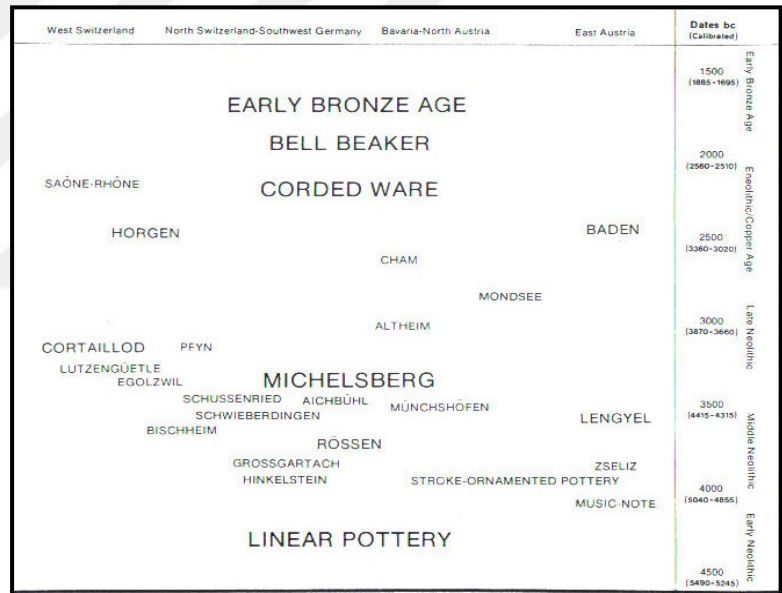 West Switzerland North Switzerland-Southwest Germany Bavaria-North Austria East Austria Dates bc
(Calibrated)
1500
(1885-1695)
Early Bronze Age
EARLY BRONZE AGE
BELL BEAKER
2000
(2560-2510)
SAÔNE-RHÔNE
CORDED WARE
Eneolithic/Copper Age
HORGEN
BADEN
2500
(3360-3020)
CHAM
MONDSEE
3000
(3870-3660)
ALTHEIM
Late Neolithic
CORTAILLOD PFYN
LUTZENGÜETLE
EGOLZWIL
MICHELSBERG
SCHUSSENRIED AICHBÜHL
MÜNCHSHÖFEN
3500
(4415-4315)
SCHWIEBERDINGEN
LENGYEL
BISCHHEIM
RÖSSEN
Middle Neolithic
GROSSGARTACH
ZSELIZ
HINKELSTEIN
STROKE-ORNAMENTED POTTERY
4000
(5040-4855)
MUSIC-NOTE
LINEAR POTTERY
Early Neolithic
4500
(5490-5245)